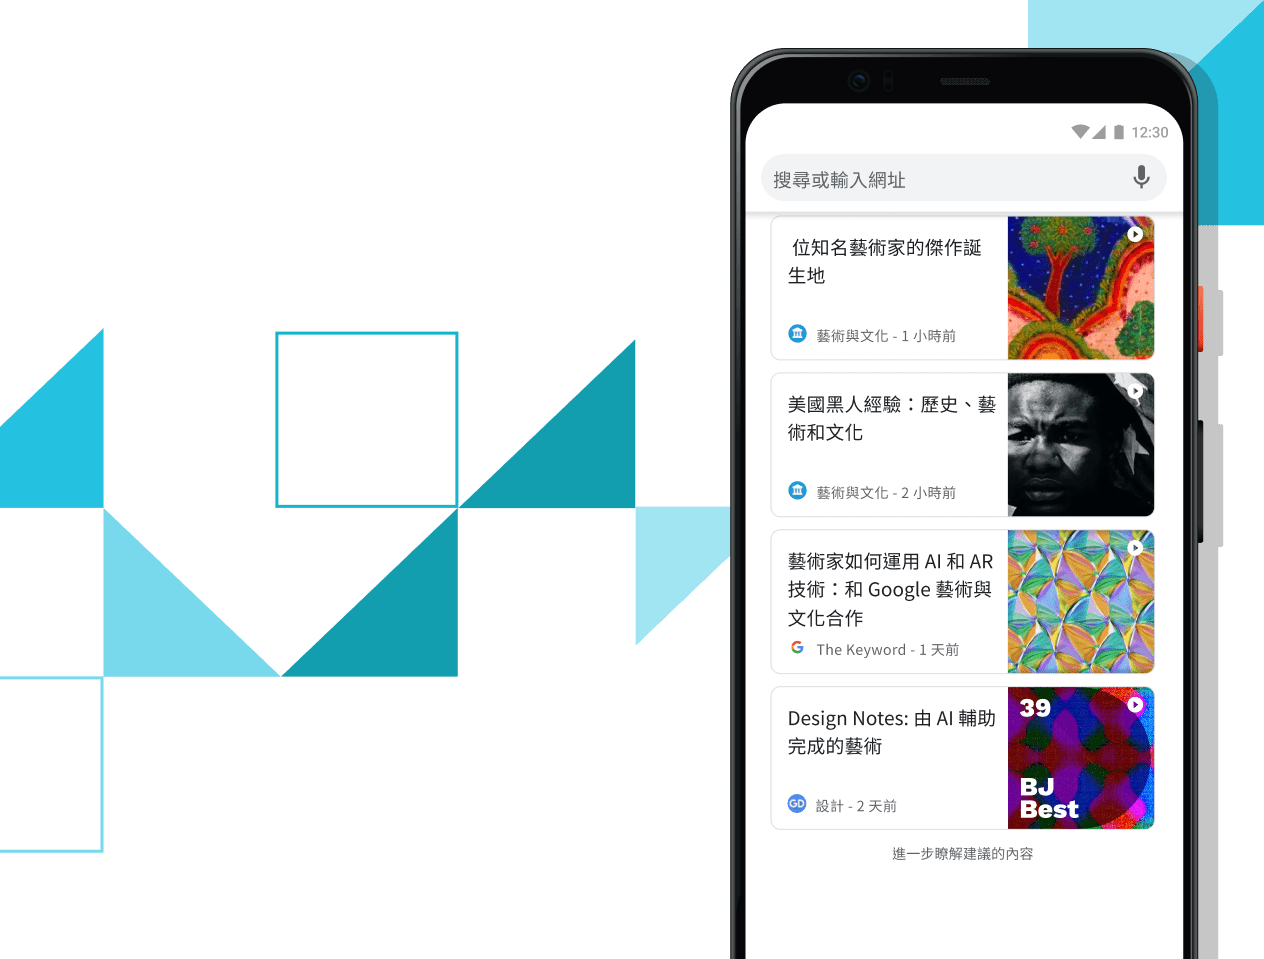 12:30
搜尋或輸入網址
位知名藝術家的傑作誕
生地
藝術與文化 - 1 小時前
美國黑人經驗：歷史、藝
術和文化
藝術與文化 - 2 小時前
藝術家如何運用 AI 和 AR
技術：和 Google 藝術與
文化合作
The Keyword - 1 天前
Design Notes: 由 AI 輔助
完成的藝術
GD 設計 - 2 天前
39
BJ
Best
進一步瞭解建議的內容